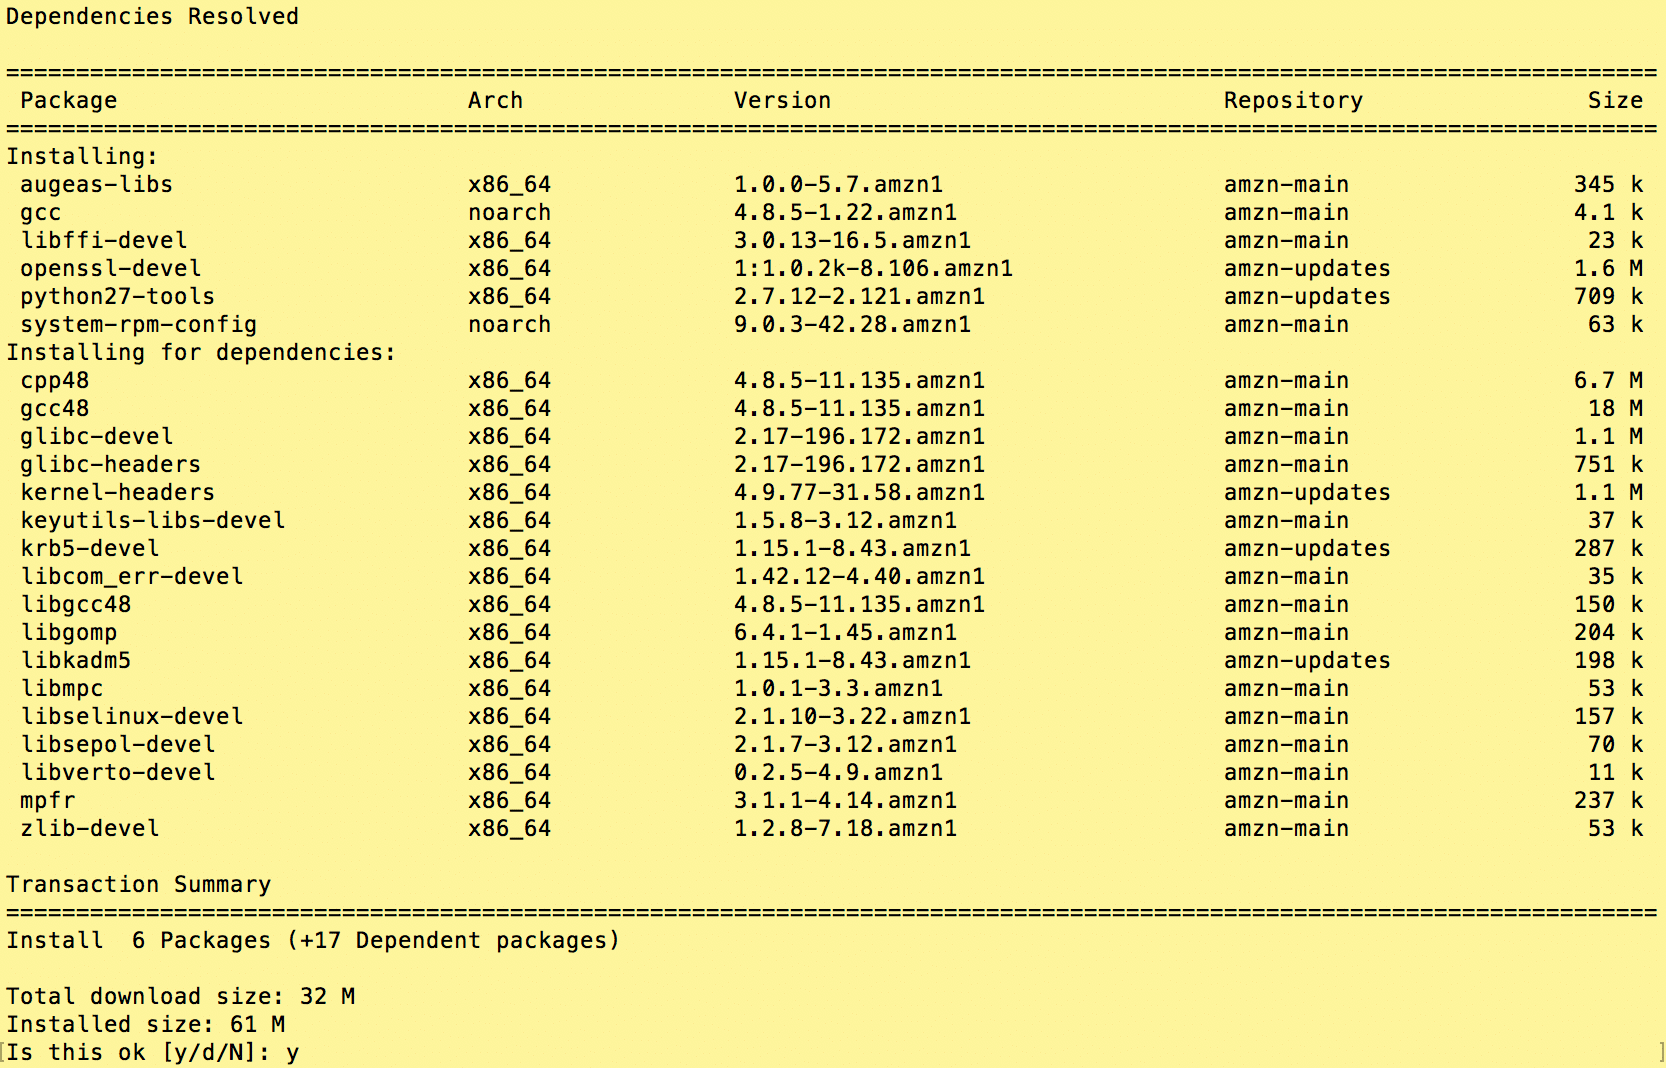 Dependencies Resolved
======================================================================================================================
Package Arch Version Repository Size
======================================================================================================================
Installing:
augeas-libs x86_64 1.0.0-5.7.amzn1 amzn-main 345 k
gcc noarch 4.8.5-1.22.amzn1 amzn-main 4.1 k
libffi-devel x86_64 3.0.13-16.5.amzn1 amzn-main 23 k
openssl-devel x86_64 1:1.0.2k-8.106.amzn1 amzn-updates 1.6 M
python27-tools x86_64 2.7.12-2.121.amzn1 amzn-updates 709 k
system-rpm-config noarch 9.0.3-42.28.amzn1 amzn-main 63 k
Installing for dependencies:
cpp48 x86_64 4.8.5-11.135.amzn1 amzn-main 6.7 M
gcc48 x86_64 4.8.5-11.135.amzn1 amzn-main 18 M
glibc-devel x86_64 2.17-196.172.amzn1 amzn-main 1.1 M
glibc-headers x86_64 2.17-196.172.amzn1 amzn-main 751 k
kernel-headers x86_64 4.9.77-31.58.amzn1 amzn-updates 1.1 M
keyutils-libs-devel x86_64 1.5.8-3.12.amzn1 amzn-main 37 k
krb5-devel x86_64 1.15.1-8.43.amzn1 amzn-updates 287 k
libcom_err-devel x86_64 1.42.12-4.40.amzn1 amzn-main 35 k
libgcc48 x86_64 4.8.5-11.135.amzn1 amzn-main 150 k
libgomp x86_64 6.4.1-1.45.amzn1 amzn-main 204 k
libkadm5 x86_64 1.15.1-8.43.amzn1 amzn-updates 198 k
libmpc x86_64 1.0.1-3.3.amzn1 amzn-main 53 k
libselinux-devel x86_64 2.1.10-3.22.amzn1 amzn-main 157 k
libsepol-devel x86_64 2.1.7-3.12.amzn1 amzn-main 70 k
libverto-devel x86_64 0.2.5-4.9.amzn1 amzn-main 11 k
mpfr x86_64 3.1.1-4.14.amzn1 amzn-main 237 k
zlib-devel x86_64 1.2.8-7.18.amzn1 amzn-main 53 k
Transaction Summary
======================================================================================================================
Install 6 Packages (+17 Dependent packages)
Total download size: 32 M
Installed size: 61 M
[Is this ok [y/d/N]: y ]